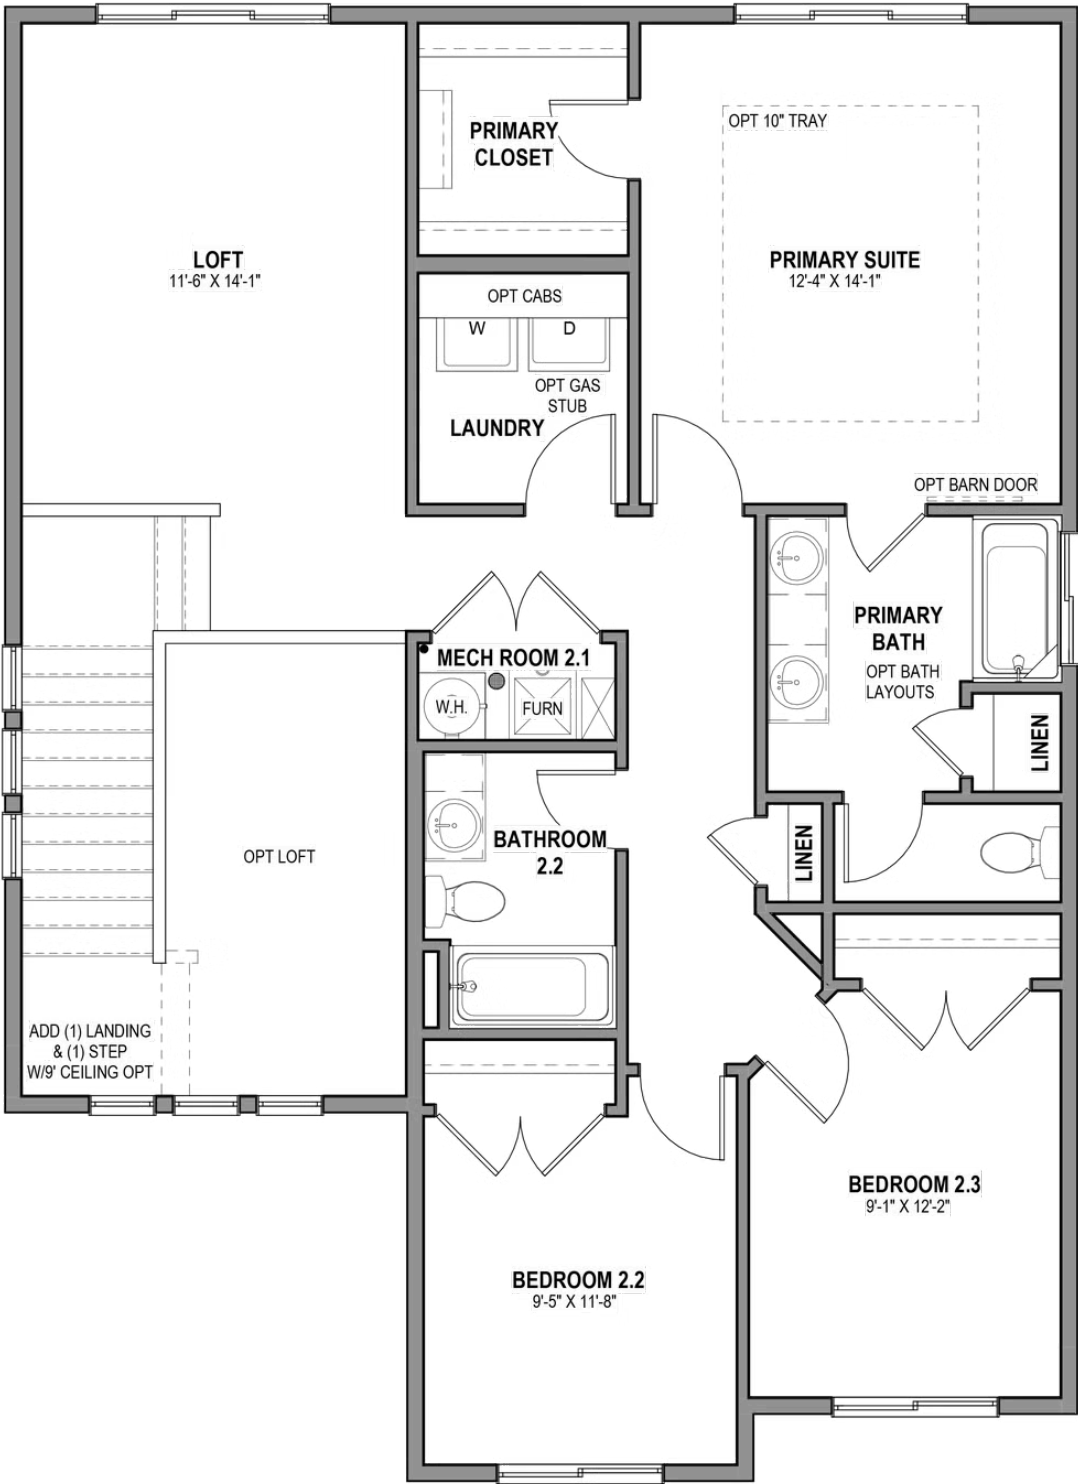 OPT 10" TRAY
PRIMARY
CLOSET
LOFT
11'-6" X 14'-1"
PRIMARY SUITE
12'-4" X 14'-1"
OPT CABS
W
D
OPT GAS
STUB
LAUNDRY
OPT BARN DOOR
PRIMARY
BATH
OPT BATH
LAYOUTS
MECH ROOM 2.1
W.H.
FURN
LINEN
BATHROOM
2.2
LINEN
OPT LOFT
ADD (1) LANDING
& (1) STEP
W/9' CEILING OPT
BEDROOM 2.3
9'-1" X 12'-2"
BEDROOM 2.2
9'-5" X 11'-8"